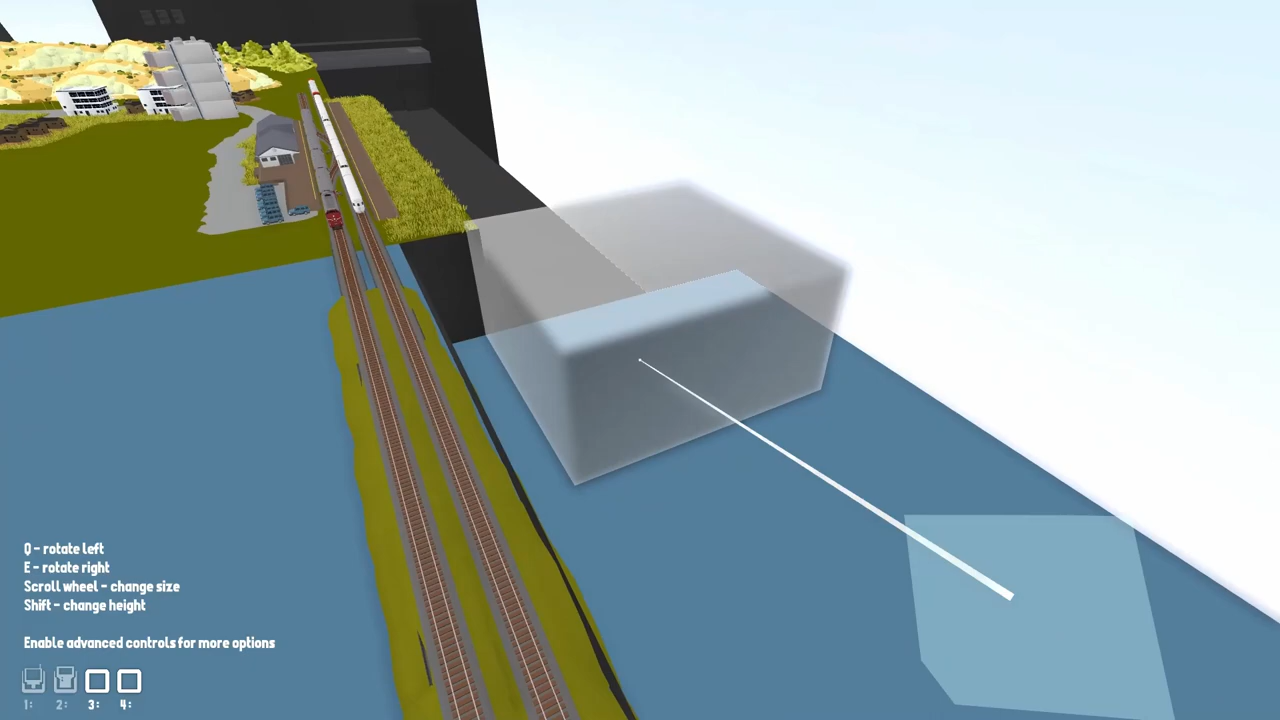 Q - rotate left
E - rotate right
Scroll wheel - change size
Shift - change height
Enable advanced controls for more options
1: 2: 3: 4: